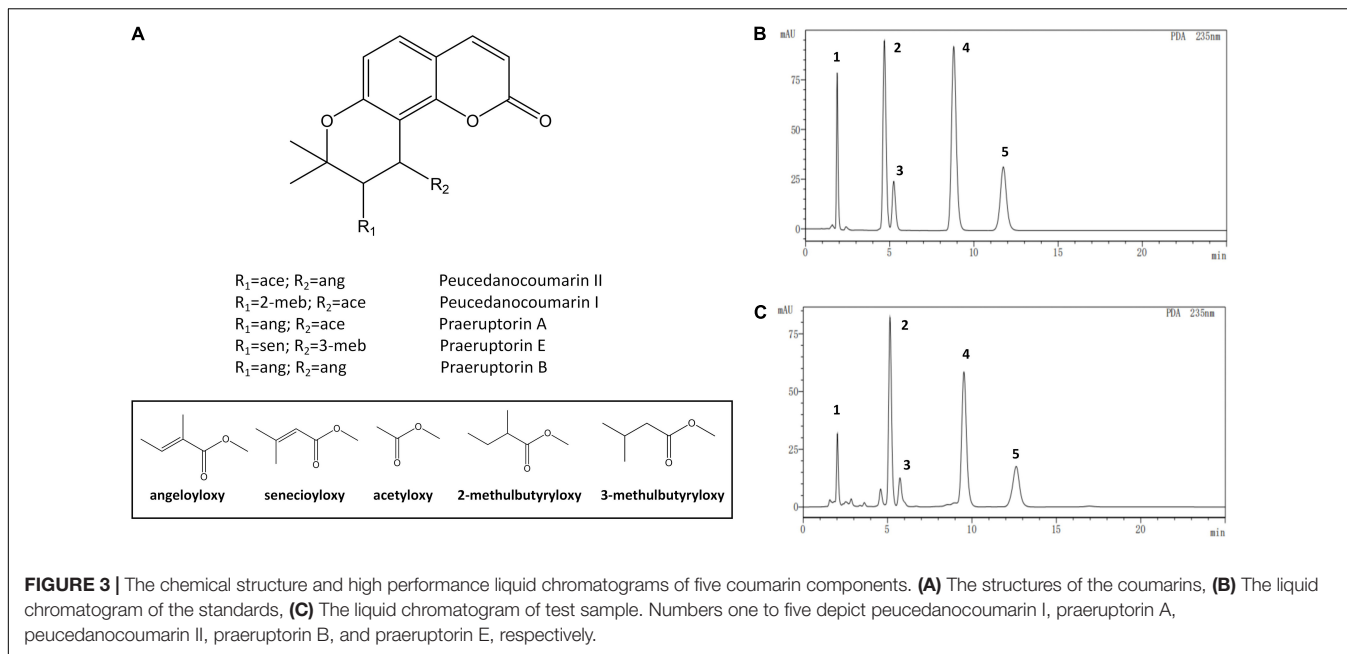 A
O
O
O
R₂
R₁
R₁=ace; R₂=ang Peucedanocoumarin II
R₁=2-meb; R₂=ace Peucedanocoumarin I
R₁=ang; R₂=ace Praeruptorin A
R₁=sen; R₂=3-meb Praeruptorin E
R₁=ang; R₂=ang Praeruptorin B
O
O
O
O
O
O
O
O
O
O
angeloyloxy senecioyloxy acetyloxy 2-methulbutyryloxy 3-methulbutyryloxy
B
mAU
PDA 235nm
1
2
3
4
5
75
50
25
0
0 5 10 15 20
min
C
mAU
PDA 235nm
1
2
3
4
5
75
50
25
0
0 5 10 15 20
min
FIGURE 3 | The chemical structure and high performance liquid chromatograms of five coumarin components. (A) The structures of the coumarins, (B) The liquid
chromatogram of the standards, (C) The liquid chromatogram of test sample. Numbers one to five depict peucedanocoumarin I, praeruptorin A,
peucedanocoumarin II, praeruptorin B, and praeruptorin E, respectively.